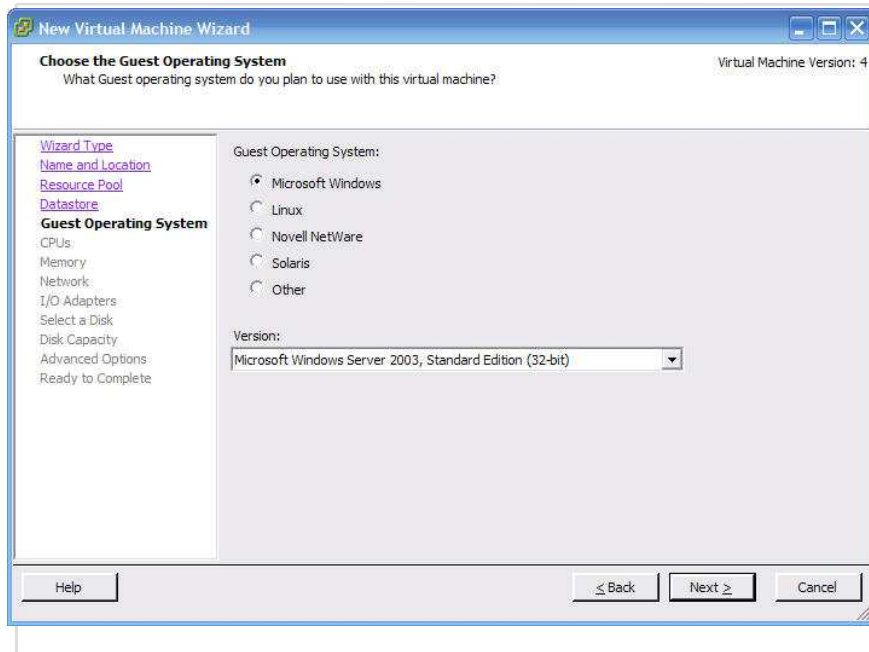 New Virtual Machine Wizard
Choose the Guest Operating System
What Guest operating system do you plan to use with this virtual machine?
Virtual Machine Version: 4
Wizard Type
Name and Location
Resource Pool
Datastore
Guest Operating System
CPUs
Memory
Network
I/O Adapters
Select a Disk
Disk Capacity
Advanced Options
Ready to Complete
Guest Operating System:
Microsoft Windows
Linux
Novell NetWare
Solaris
Other
Version:
Microsoft Windows Server 2003, Standard Edition (32-bit)
Help
< Back
Next >
Cancel